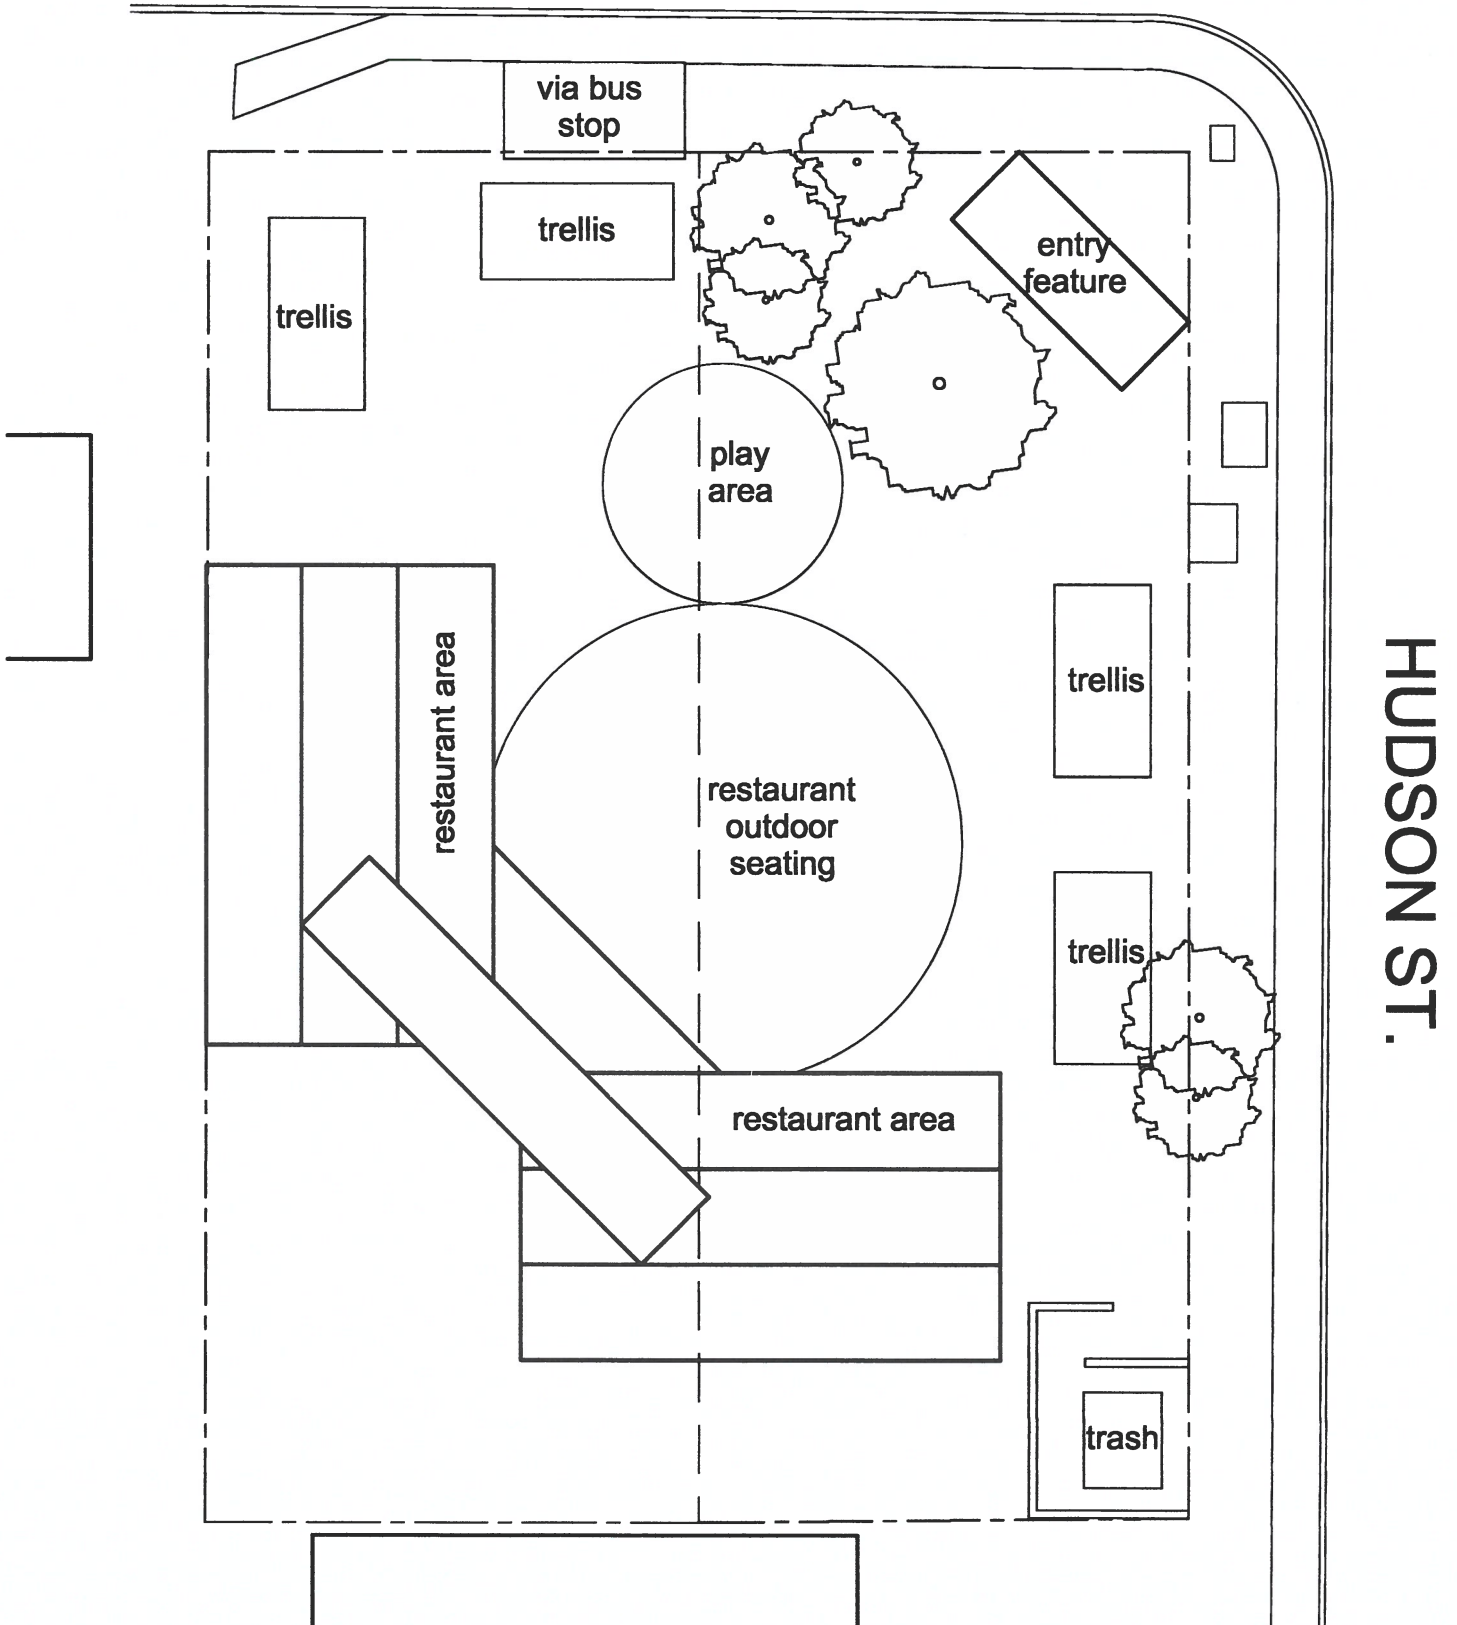 via bus
stop
trellis
trellis
entry
feature
play
area
restaurant area
trellis
restaurant
outdoor
seating
HUDSON ST.
trellis
restaurant area
trash